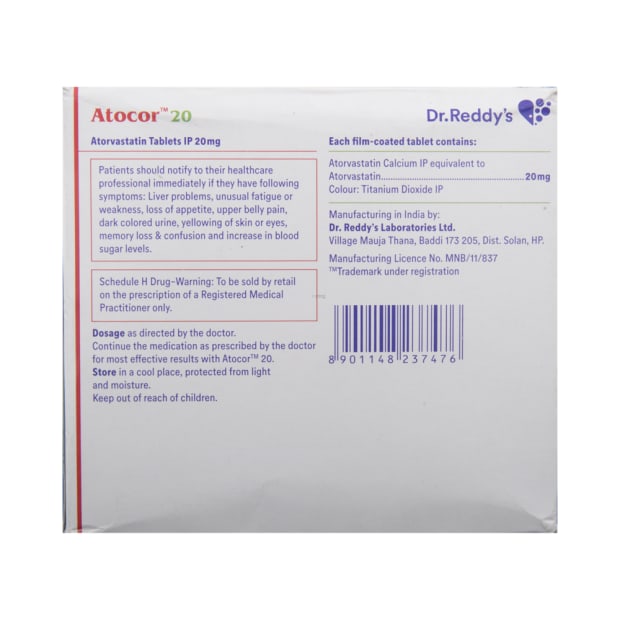 Atocor™ 20
Atorvastatin Tablets IP 20mg
Patients should notify to their healthcare
professional immediately if they have following
symptoms: Liver problems, unusual fatigue or
weakness, loss of appetite, upper belly pain,
dark colored urine, yellowing of skin or eyes,
memory loss & confusion and increase in blood
sugar levels.
Schedule H Drug-Warning: To be sold by retail
on the prescription of a Registered Medical
Practitioner only.
Dosage as directed by the doctor.
Continue the medication as prescribed by the doctor
for most effective results with Atocor™ 20.
Store in a cool place, protected from light
and moisture.
Keep out of reach of children.
Dr.Reddy's
Each film-coated tablet contains:
Atorvastatin Calcium IP equivalent to
Atorvastatin..................................................20mg
Colour: Titanium Dioxide IP
Manufacturing in India by:
Dr. Reddy's Laboratories Ltd.
Village Mauja Thana, Baddi 173 205, Dist. Solan, HP.
Manufacturing Licence No. MNB/11/837
™Trademark under registration
8 901148 237476